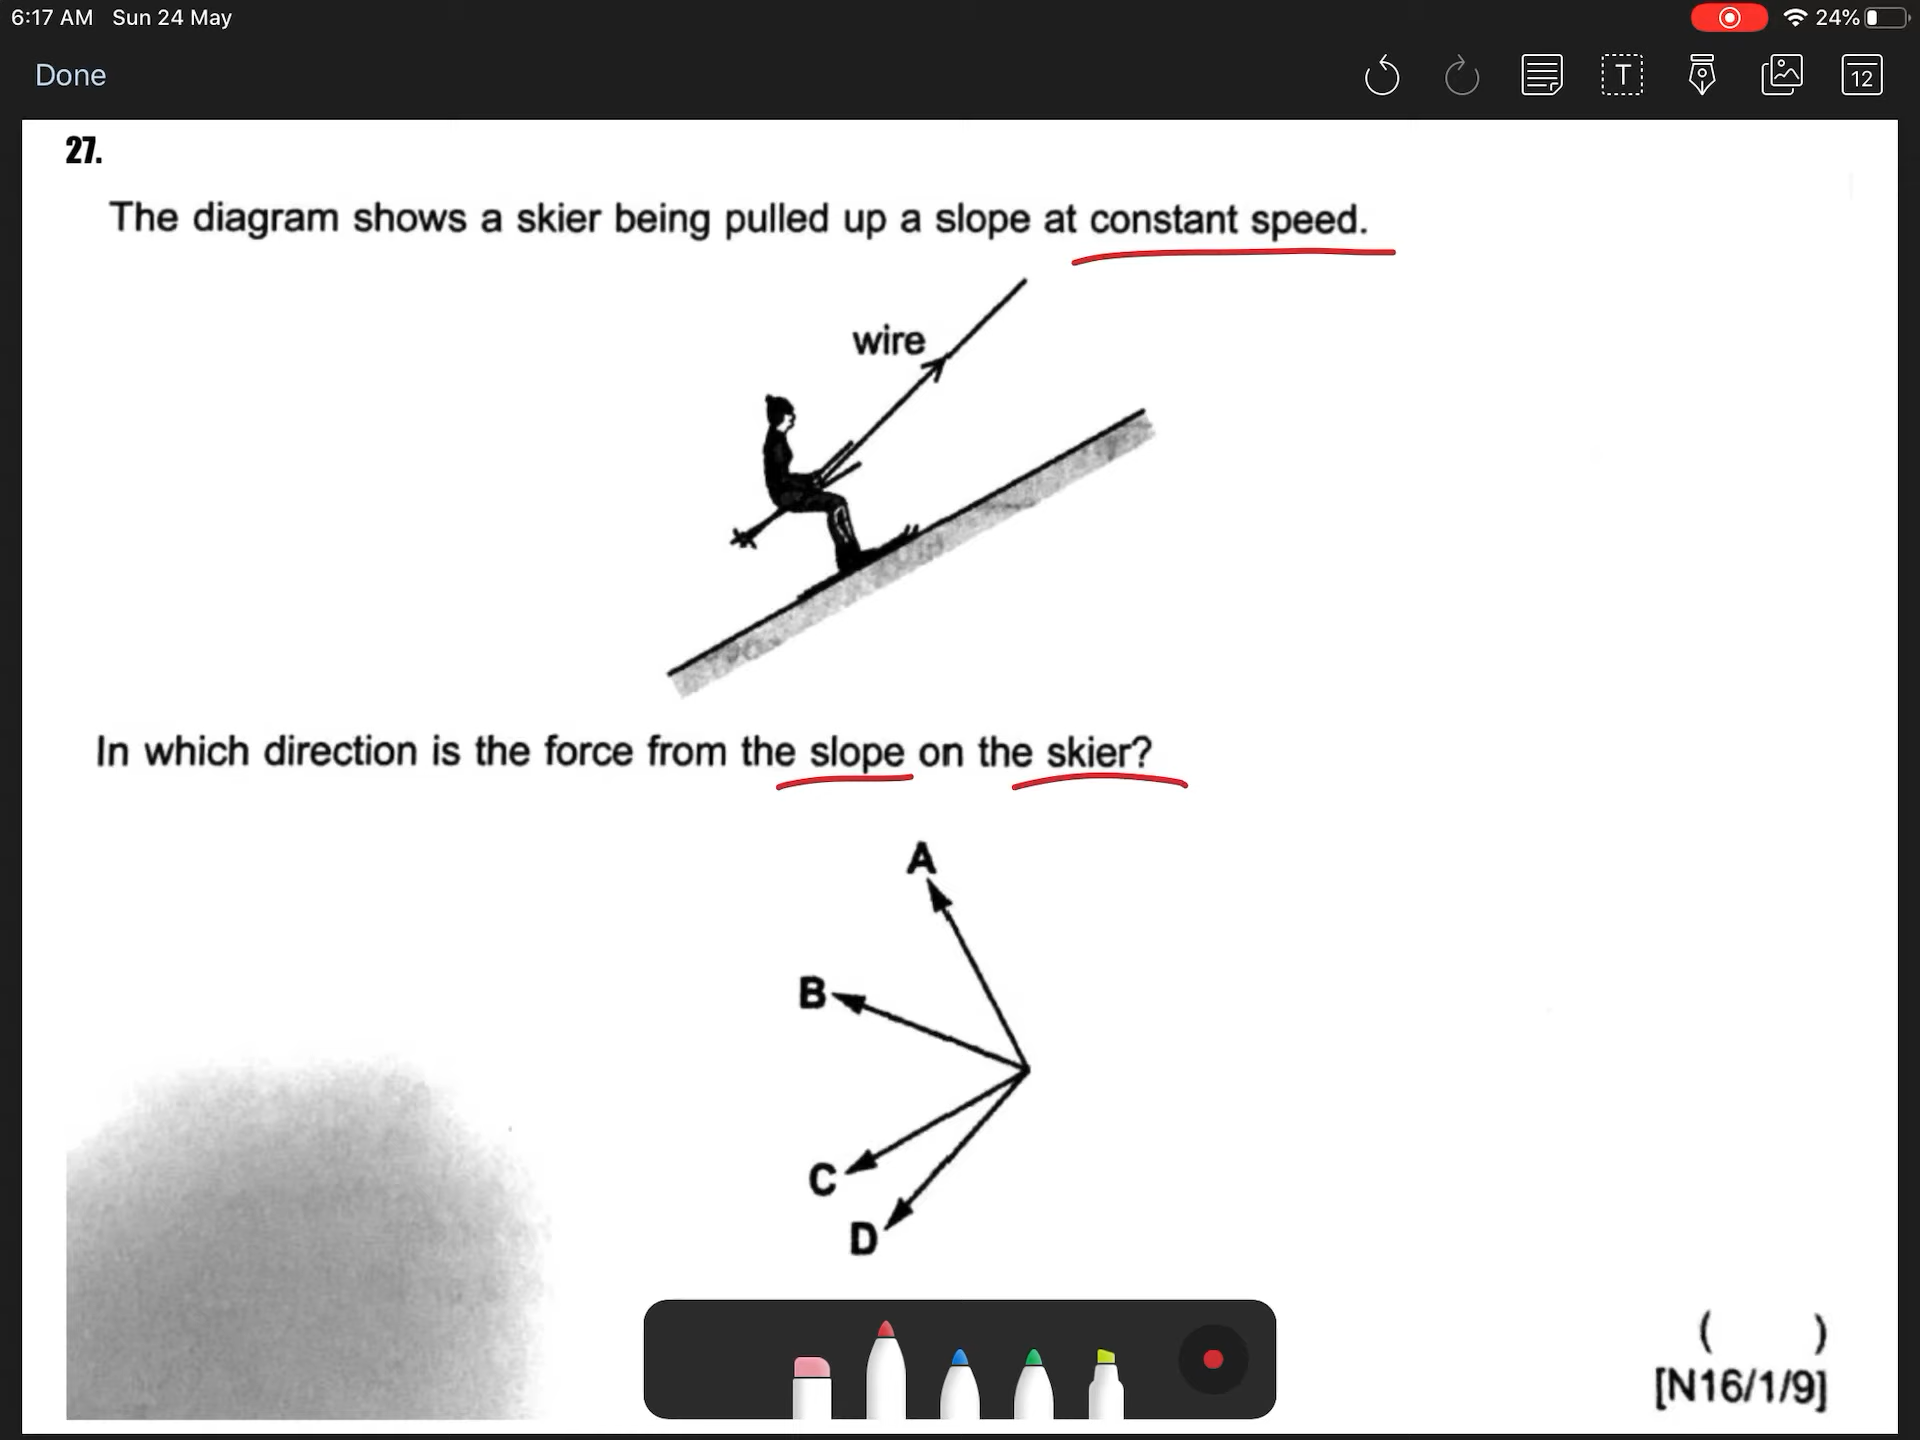 6:17 AM Sun 24 May
24%
Done
T
12
27.
The diagram shows a skier being pulled up a slope at constant speed.
wire
In which direction is the force from the slope on the skier?
A
B
C
D
( )
[N16/1/9]